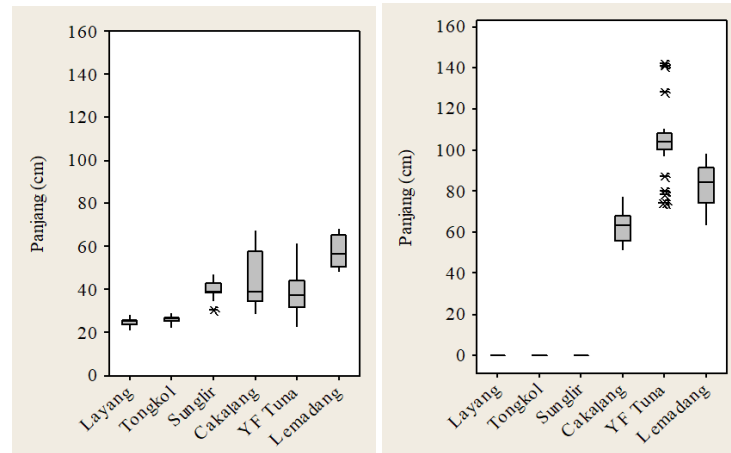 160
140
120
100
80
60
40
20
0
Panjang (cm)
Layang
Tongkol
Sunglir
Cakalang
YF Tuna
Lemadang
160
140
120
100
80
60
40
20
0
Panjang (cm)
Layang
Tongkol
Sunglir
Cakalang
YF Tuna
Lemadang